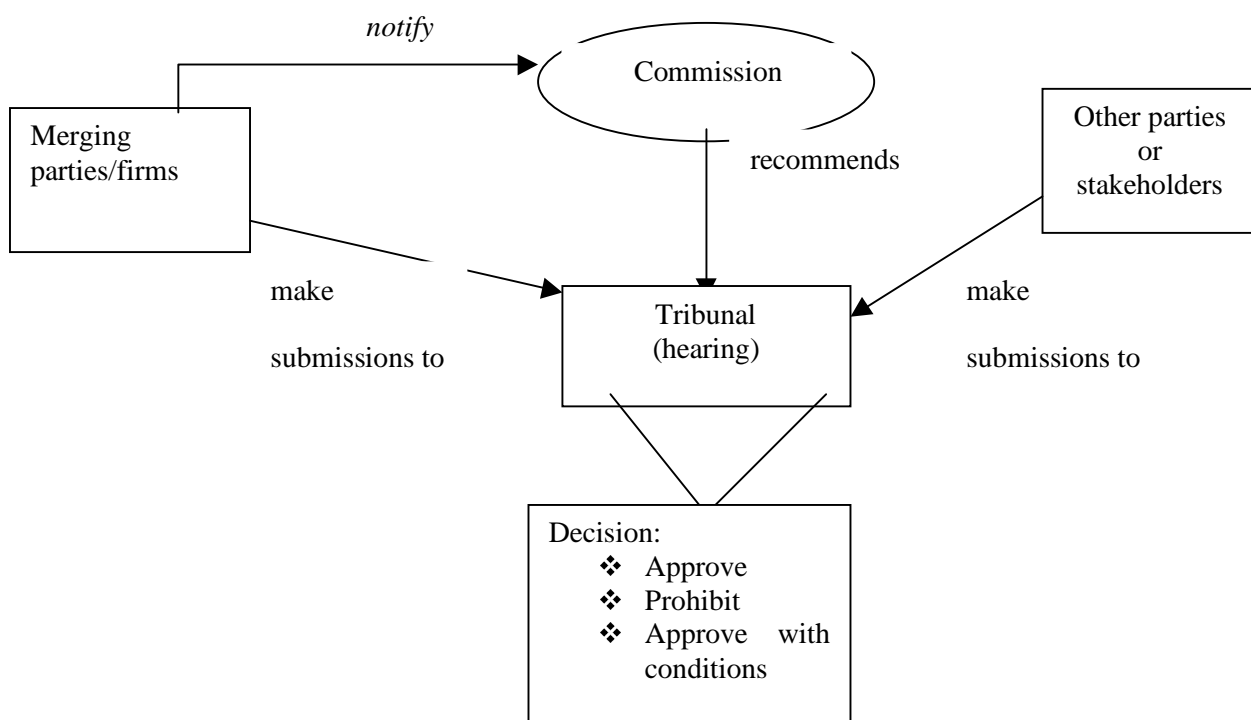 notify
Commission
Merging
parties/firms
Other parties
or
stakeholders
recommends
make
submissions to
Tribunal
(hearing)
make
submissions to
Decision:
❖ Approve
❖ Prohibit
❖ Approve with
conditions